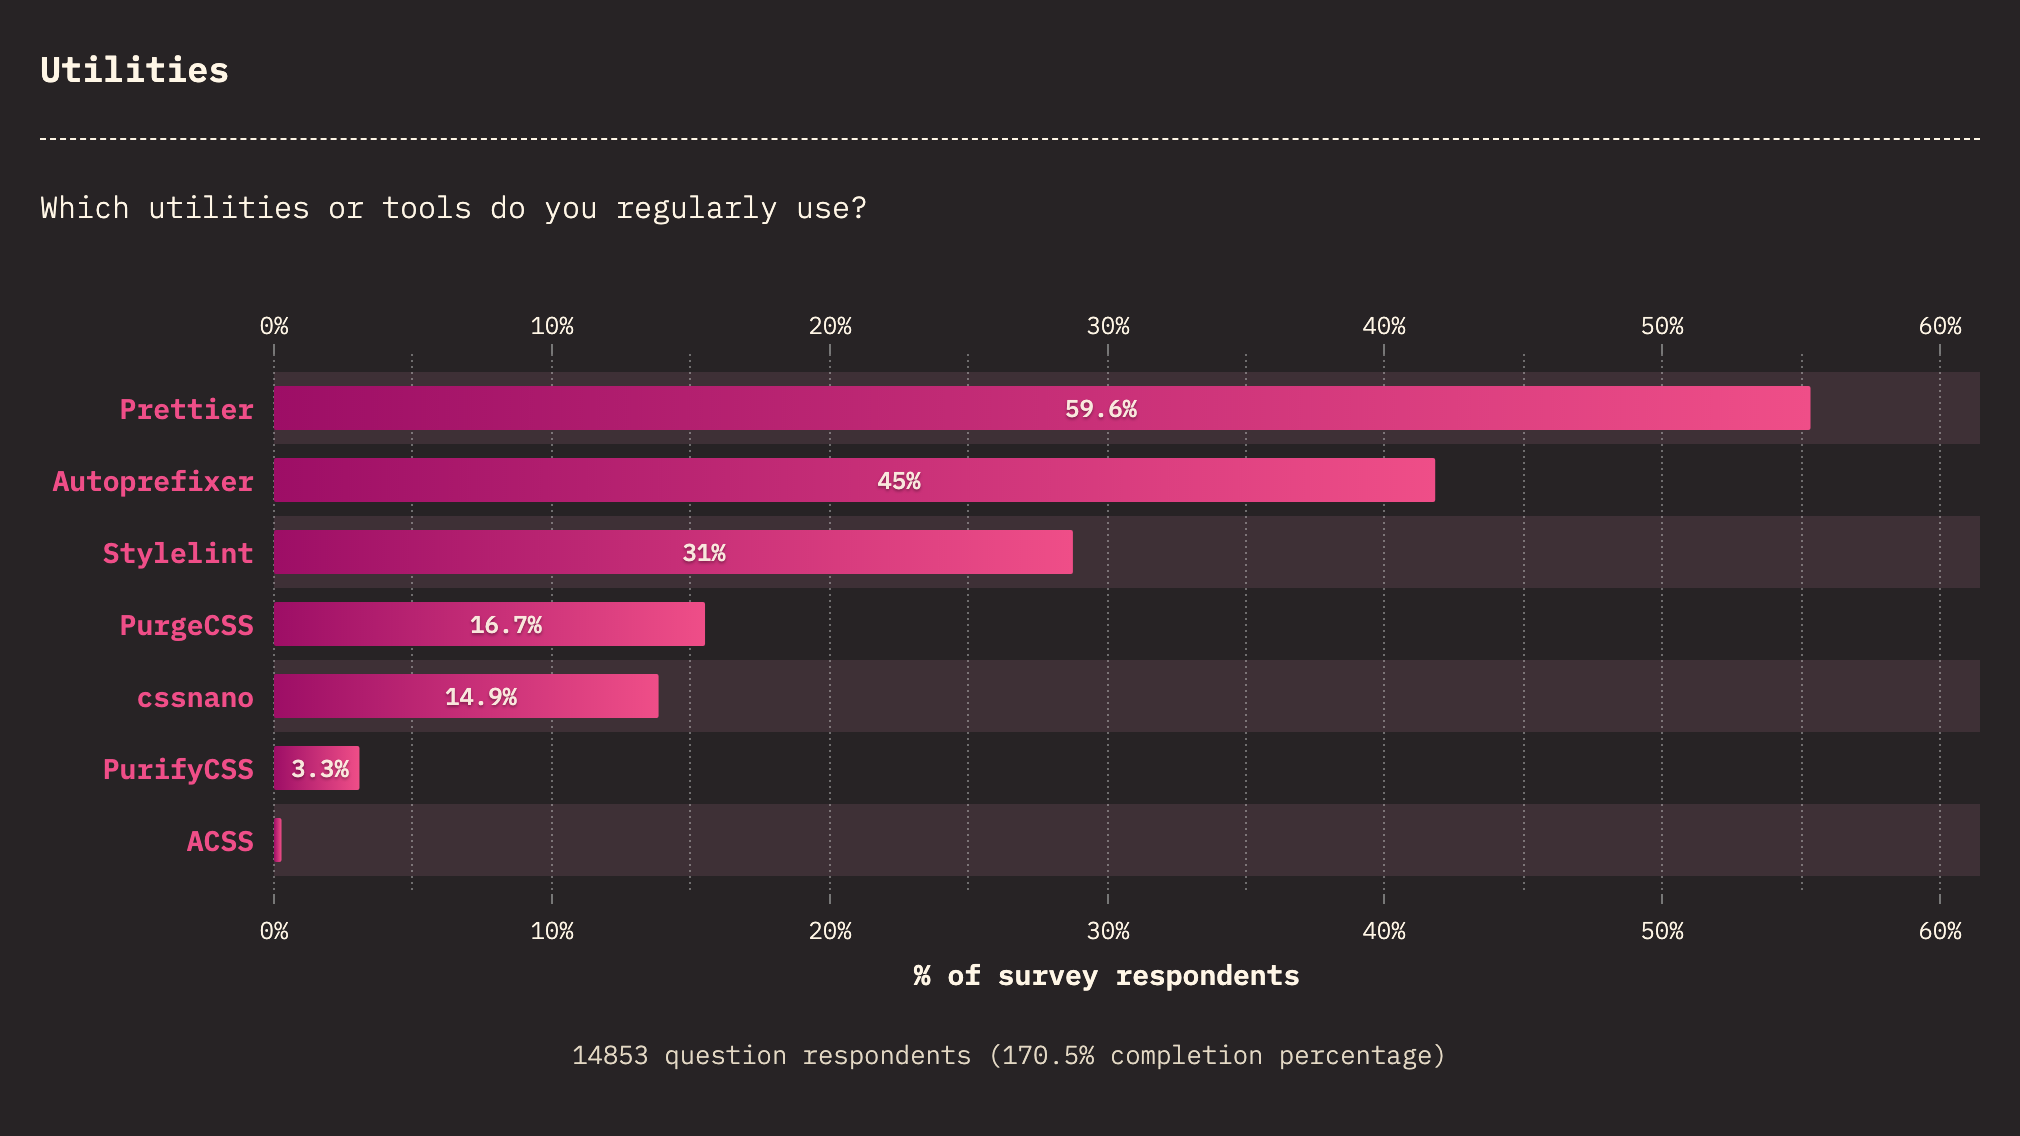 Utilities
Which utilities or tools do you regularly use?
0% 10% 20% 30% 40% 50% 60%
Prettier 59.6%
Autoprefixer 45%
Stylelint 31%
PurgeCSS 16.7%
cssnano 14.9%
PurifyCSS 3.3%
ACSS
0% 10% 20% 30% 40% 50% 60%
% of survey respondents
14853 question respondents (170.5% completion percentage)